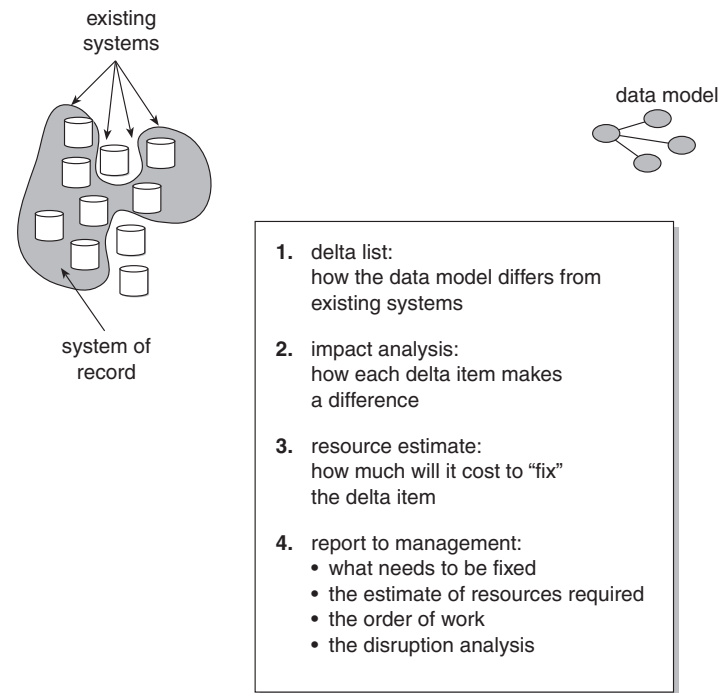 existing
systems
data model
system of
record
1. delta list:
how the data model differs from
existing systems
2. impact analysis:
how each delta item makes
a difference
3. resource estimate:
how much will it cost to “fix”
the delta item
4. report to management:
• what needs to be fixed
• the estimate of resources required
• the order of work
• the disruption analysis